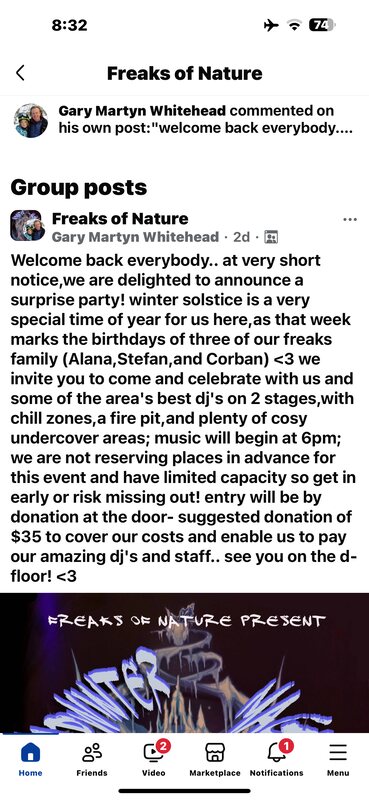 8:32
74
Freaks of Nature
Gary Martyn Whitehead commented on
his own post:"welcome back everybody....
Group posts
Freaks of Nature
Gary Martyn Whitehead · 2d ·
Welcome back everybody.. at very short
notice,we are delighted to announce a
surprise party! winter solstice is a very
special time of year for us here,as that week
marks the birthdays of three of our freaks
family (Alana,Stefan,and Corban) <3 we
invite you to come and celebrate with us and
some of the area's best dj's on 2 stages,with
chill zones,a fire pit,and plenty of cosy
undercover areas; music will begin at 6pm;
we are not reserving places in advance for
this event and have limited capacity so get in
early or risk missing out! entry will be by
donation at the door- suggested donation of
$35 to cover our costs and enable us to pay
our amazing dj's and staff.. see you on the d-
floor! <3
FREAKS OF NATURE PRESENT
WINTER
2
1
Home
Friends
Video
Marketplace
Notifications
Menu